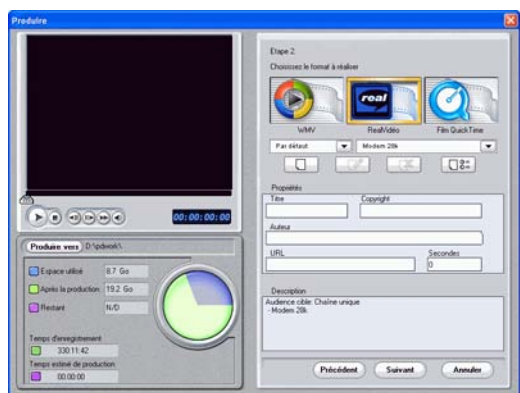 Produire
00:00:00:00
Produire vers D:\pdwork\
Espace utilisé 8.7 Go
Après la production 19.2 Go
Restant N/D
Temps d'enregistrement
330:11:42
Temps estimé de production
00:00:00
Etape 2:
Choisissez le format à réaliser
real
WMV RealVidéo Film QuickTime
Par défaut Modem 28k
Propriétés
Titre Copyright
Auteur
URL Secondes
0
Description
Audience cible: Chaîne unique
- Modem 28k
Précédent Suivant Annuler